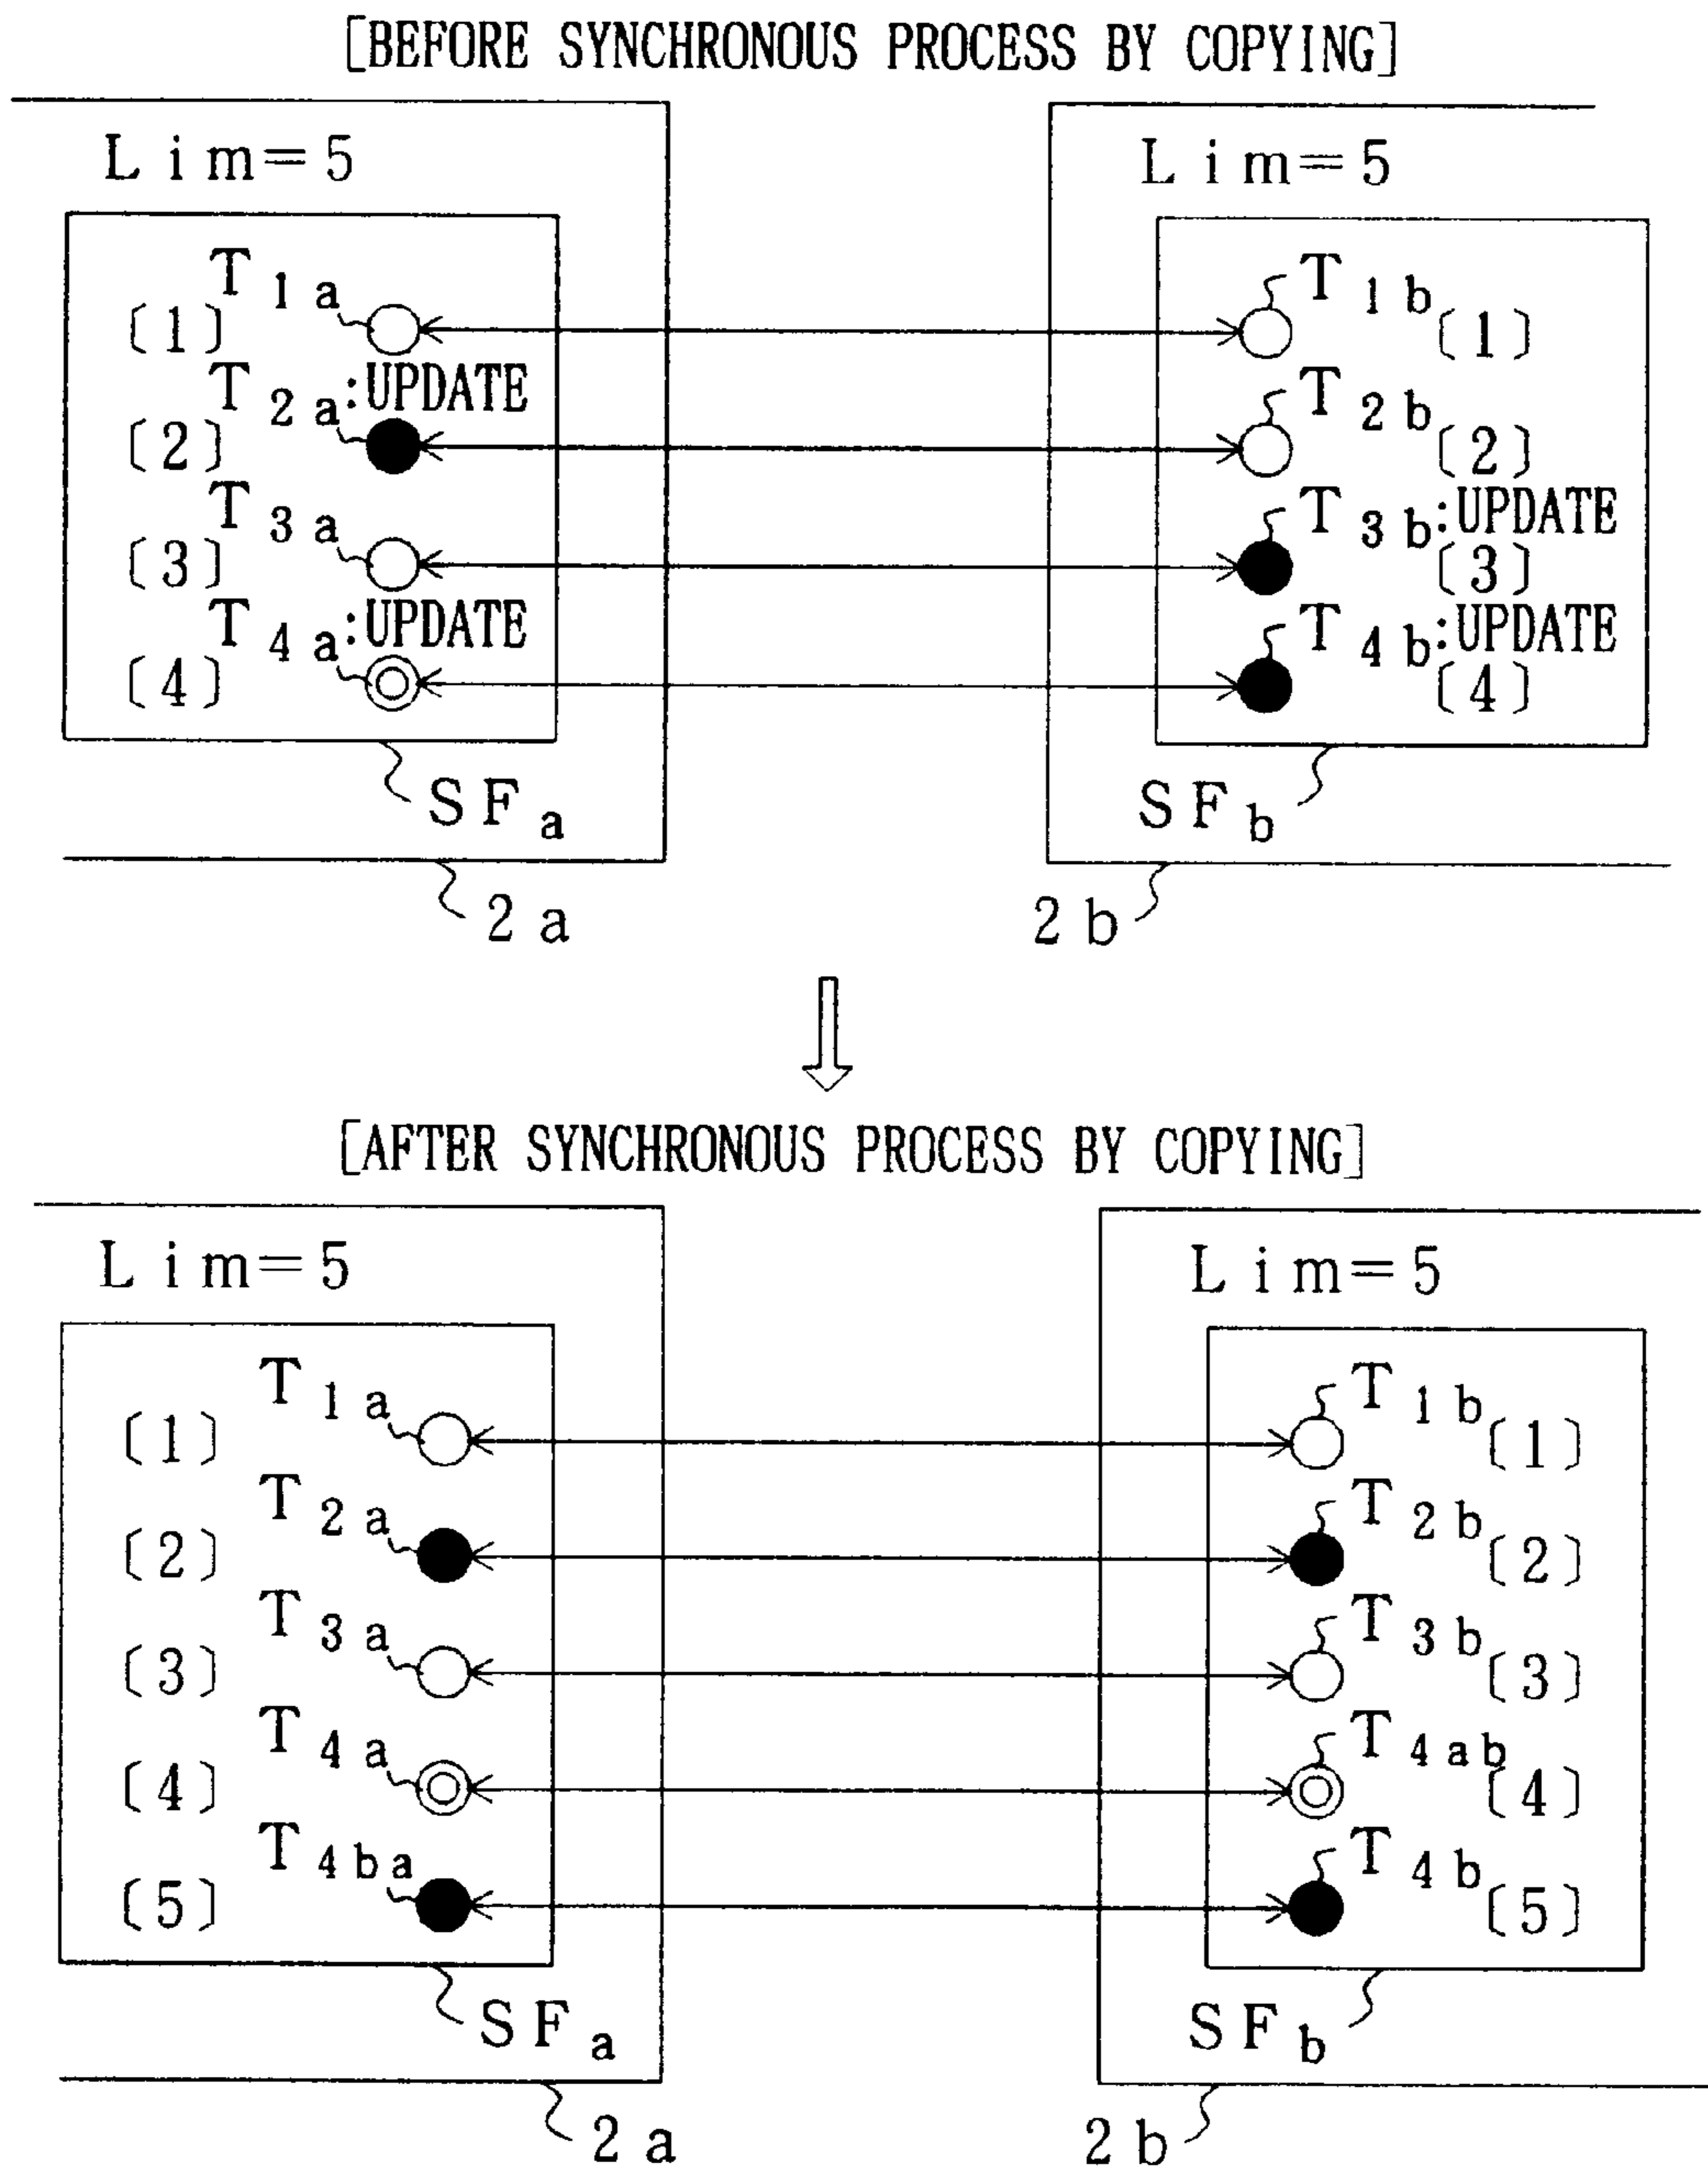 [BEFORE SYNCHRONOUS PROCESS BY COPYING]
Lim=5 Lim=5
T1a T1b
[1] [1]
T2a:UPDATE T2b
[2] [2]
T3a T3b:UPDATE
[3] [3]
T4a:UPDATE T4b:UPDATE
[4] [4]
SFa SFb
2a 2b
[AFTER SYNCHRONOUS PROCESS BY COPYING]
Lim=5 Lim=5
T1a T1b
[1] [1]
T2a T2b
[2] [2]
T3a T3b
[3] [3]
T4a T4ab
[4] [4]
T4ba T4b
[5] [5]
SFa SFb
2a 2b